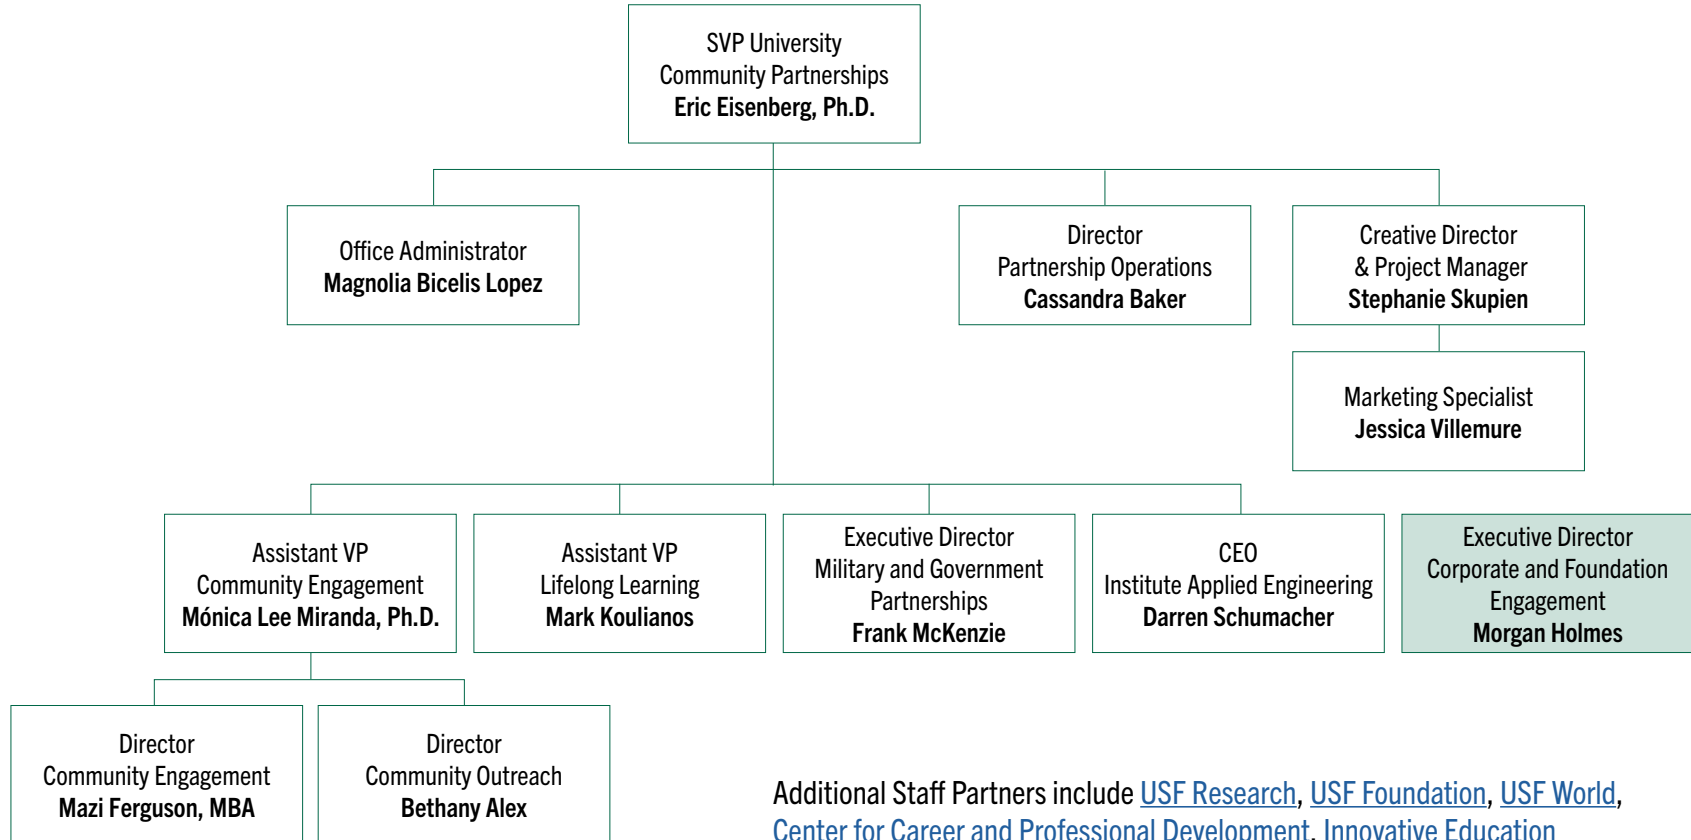 SVP University
Community Partnerships
Eric Eisenberg, Ph.D.
Office Administrator
Magnolia Bicelis Lopez
Director
Partnership Operations
Cassandra Baker
Creative Director
& Project Manager
Stephanie Skupien
Marketing Specialist
Jessica Villemure
Assistant VP
Community Engagement
Mónica Lee Miranda, Ph.D.
Assistant VP
Lifelong Learning
Mark Koulianos
Executive Director
Military and Government
Partnerships
Frank McKenzie
CEO
Institute Applied Engineering
Darren Schumacher
Executive Director
Corporate and Foundation
Engagement
Morgan Holmes
Director
Community Engagement
Mazi Ferguson, MBA
Director
Community Outreach
Bethany Alex
Additional Staff Partners include USF Research, USF Foundation, USF World,
Center for Career and Professional Development, Innovative Education